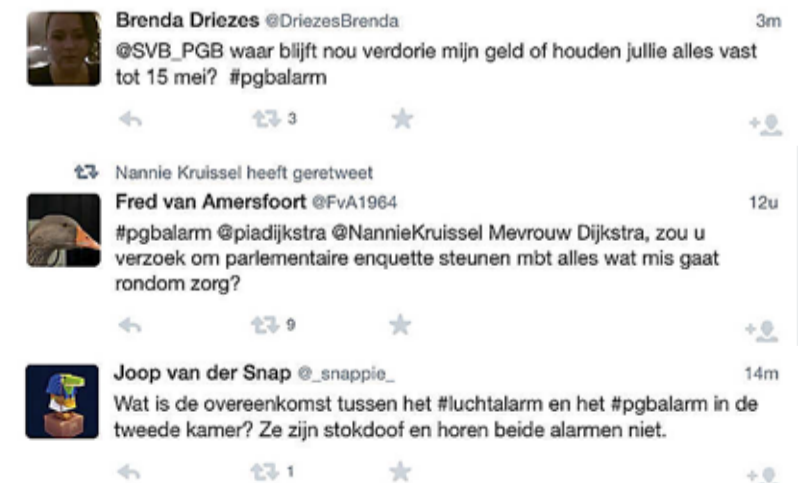 Brenda Driezes @DriezesBrenda 3m
@SVB_PGB waar blijft nou verdorie mijn geld of houden jullie alles vast
tot 15 mei? #pgbalarm
3
Nannie Kruissel heeft geretweet
Fred van Amersfoort @FvA1964 12u
#pgbalarm @piadijkstra @NannieKruissel Mevrouw Dijkstra, zou u
verzoek om parlementaire enquette steunen mbt alles wat mis gaat
rondom zorg?
9
Joop van der Snap @_snappie_ 14m
Wat is de overeenkomst tussen het #luchtalarm en het #pgbalarm in de
tweede kamer? Ze zijn stokdoof en horen beide alarmen niet.
1